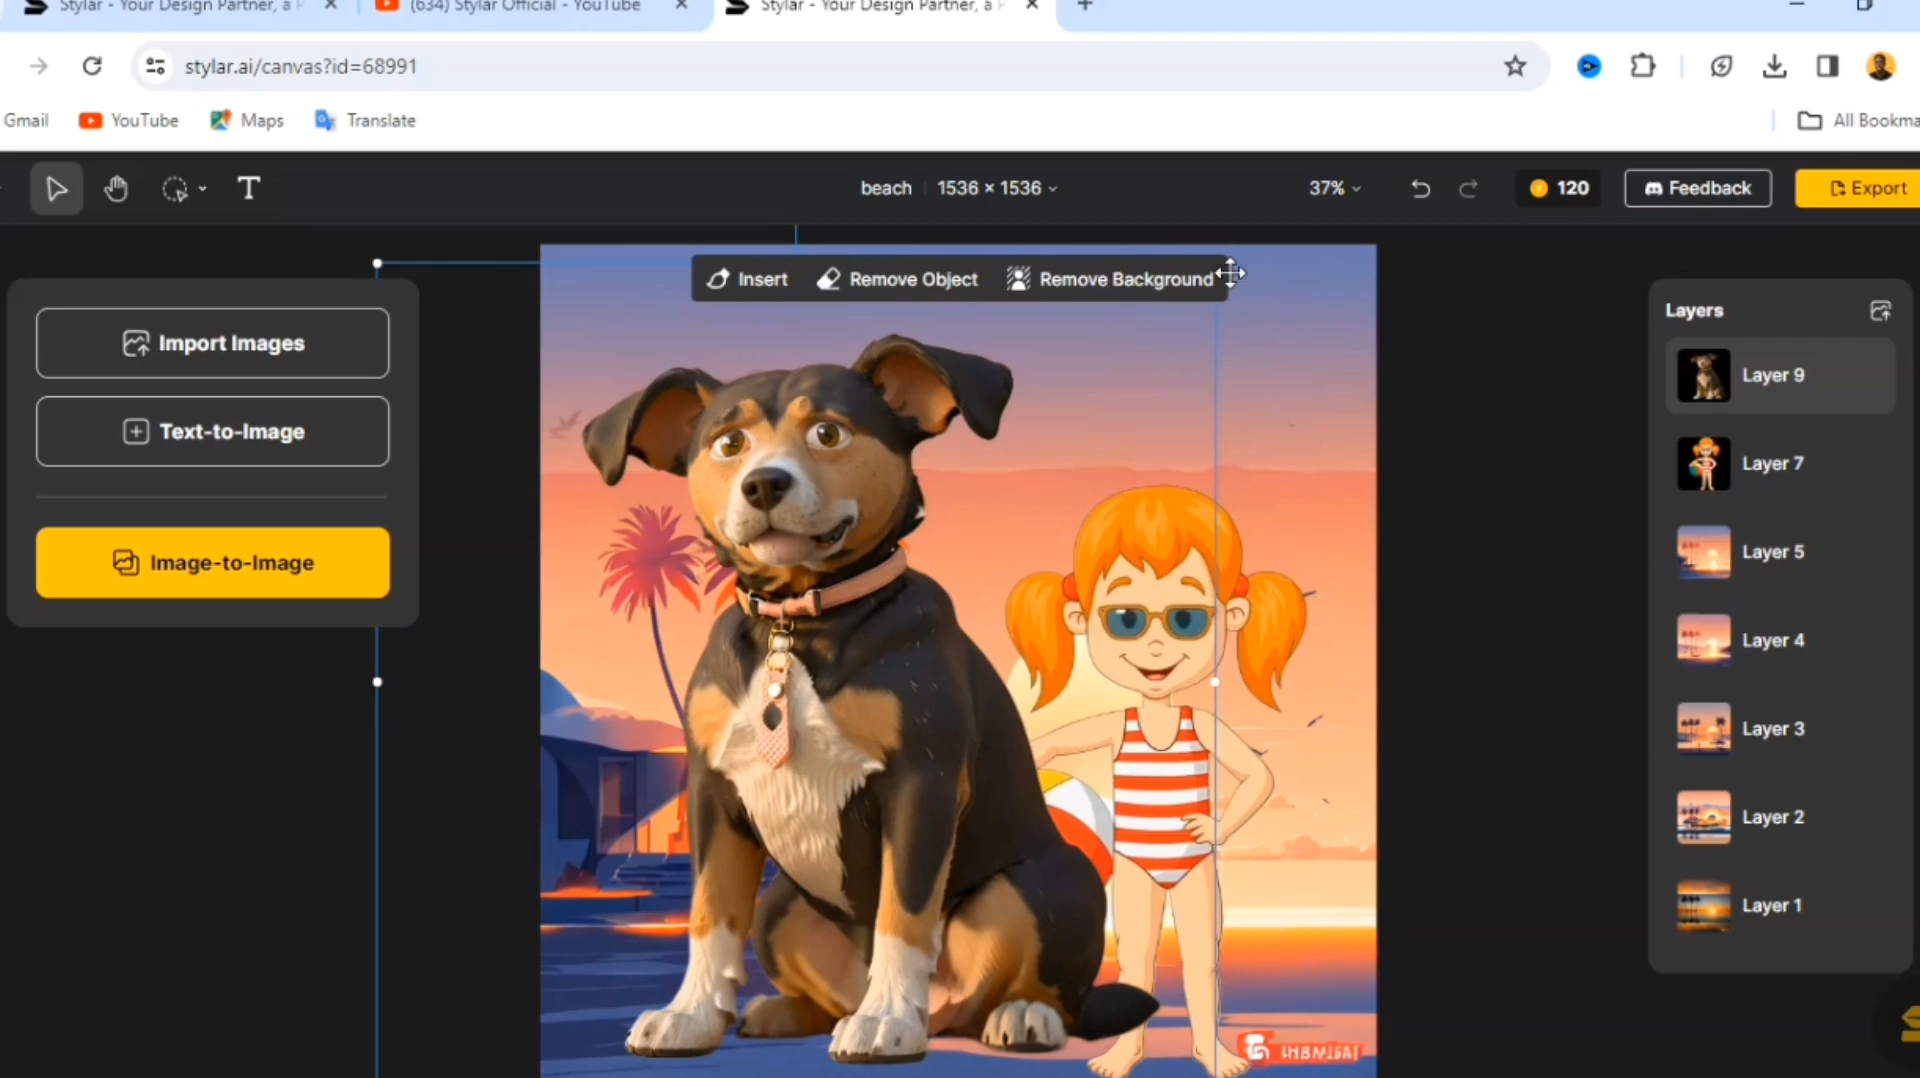 Stylar - Your Design Partner, a P
(634) Stylar Official - YouTube
Stylar - Your Design Partner, a P
stylar.ai/canvas?id=68991
Gmail
YouTube
Maps
Translate
All Bookma
T
beach
1536 × 1536
37%
120
Feedback
Export
Insert
Remove Object
Remove Background
Import Images
Text-to-Image
Image-to-Image
Layers
Layer 9
Layer 7
Layer 5
Layer 4
Layer 3
Layer 2
Layer 1